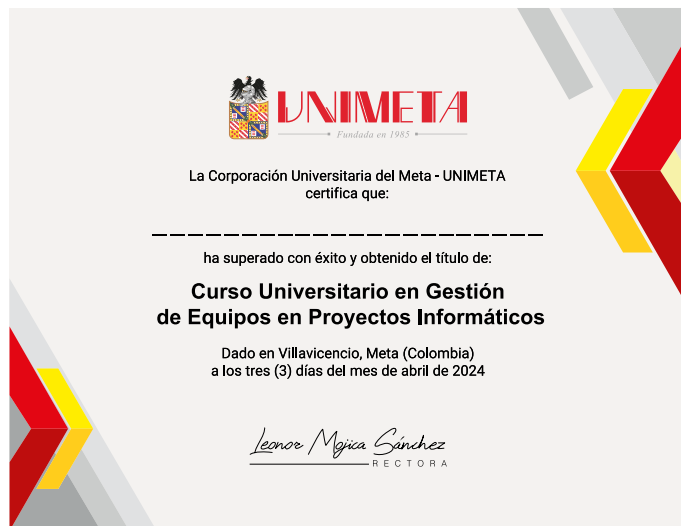 UNIMETA
Fundada en 1985
La Corporación Universitaria del Meta - UNIMETA
certifica que:
ha superado con éxito y obtenido el título de:
Curso Universitario en Gestión
de Equipos en Proyectos Informáticos
Dado en Villavicencio, Meta (Colombia)
a los tres (3) días del mes de abril de 2024
Leonor Mojica Sánchez
RECTORA